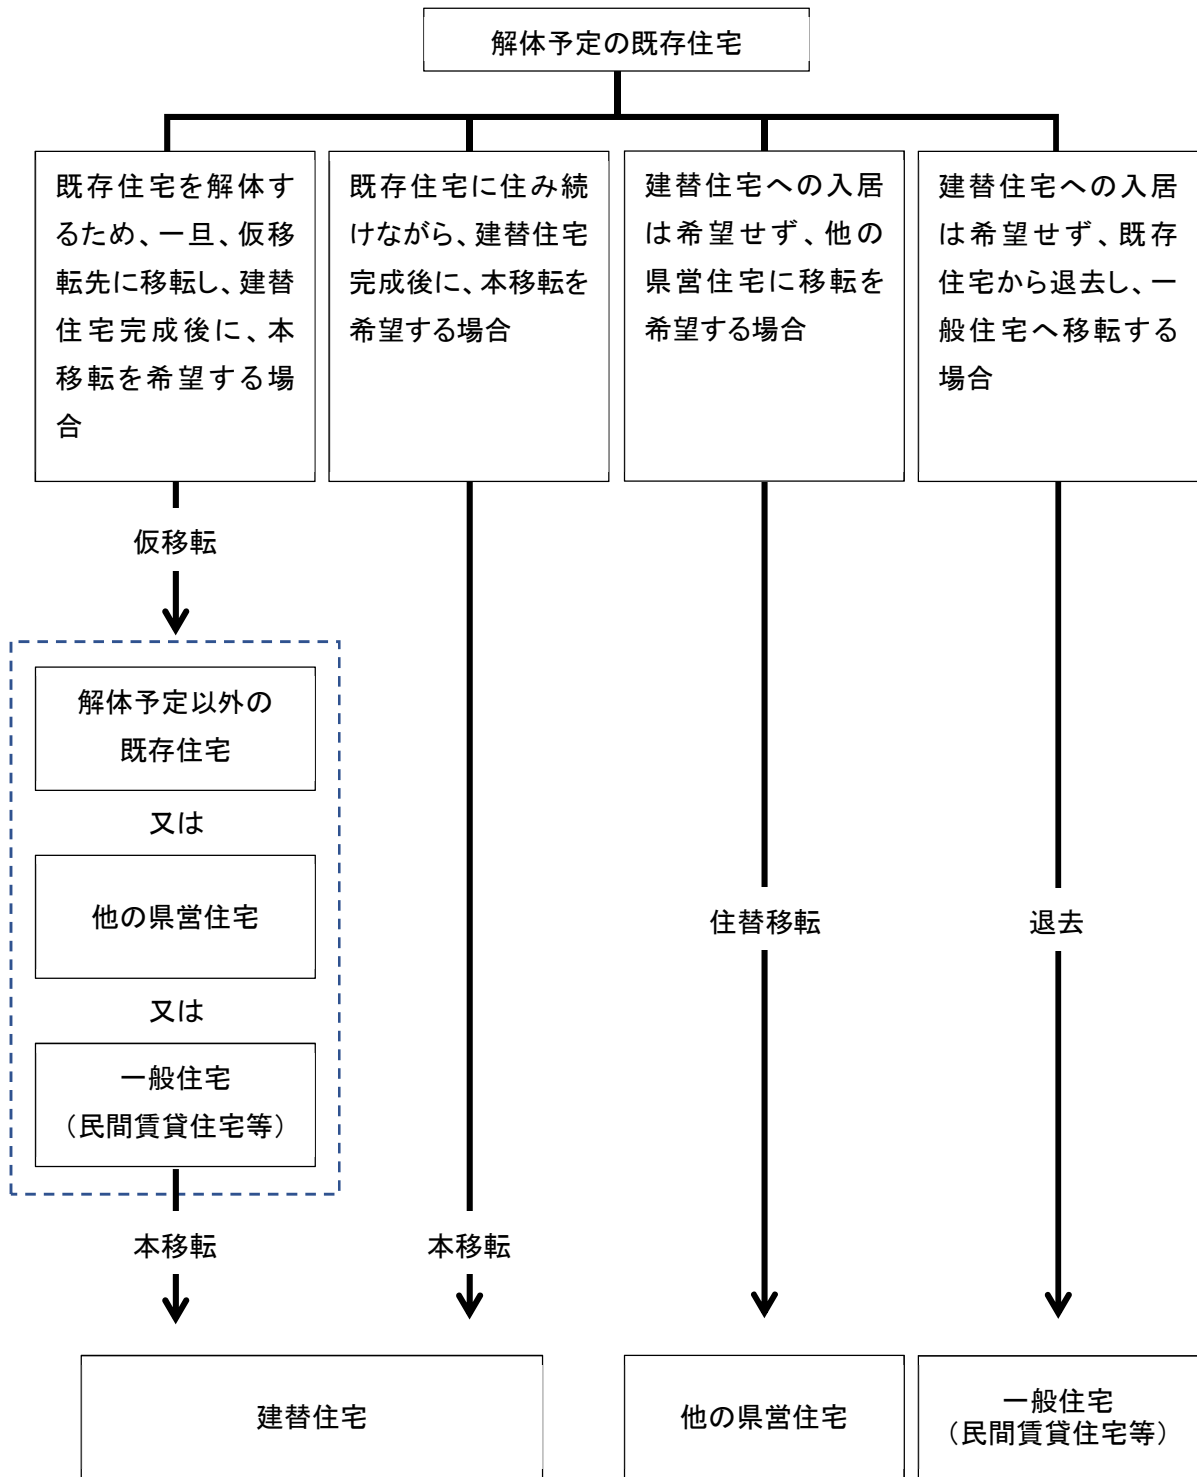 解体予定の既存住宅
既存住宅を解体す
るため、一旦、仮移
転先に移転し、建替
住宅完成後に、本
移転を希望する場
合
既存住宅に住み続
けながら、建替住宅
完成後に、本移転を
希望する場合
建替住宅への入居
は希望せず、他の
県営住宅に移転を
希望する場合
建替住宅への入居
は希望せず、既存
住宅から退去し、一
般住宅へ移転する
場合
仮移転
解体予定以外の
既存住宅
又は
他の県営住宅
又は
一般住宅
（民間賃貸住宅等）
住替移転
退去
本移転
本移転
建替住宅
他の県営住宅
一般住宅
（民間賃貸住宅等）